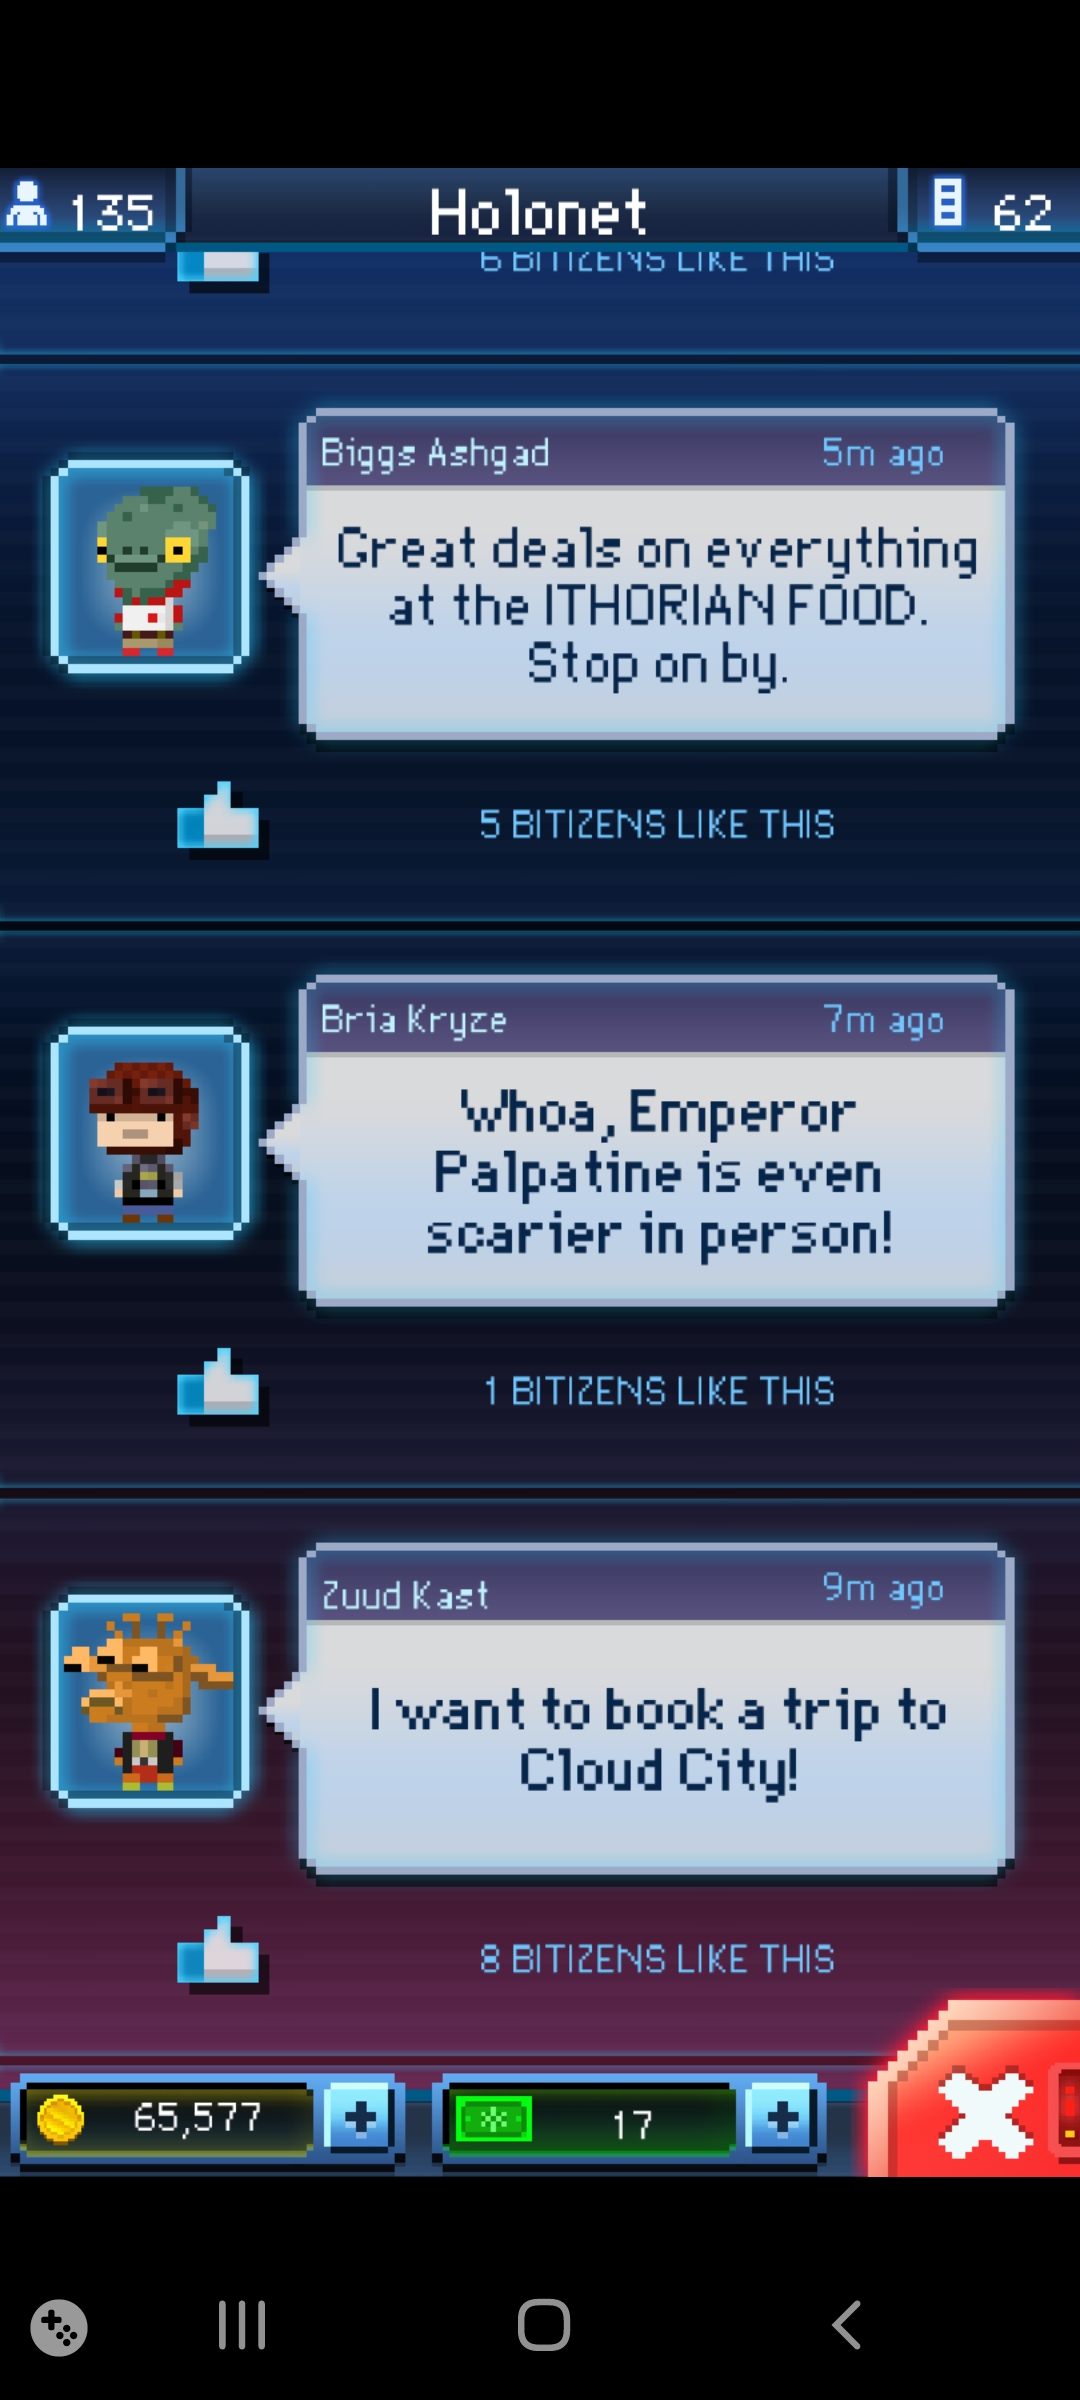 135 Holonet 62
6 BITIZENS LIKE THIS
Biggs Ashgad 5m ago
Great deals on everything
at the ITHORIAN FOOD.
Stop on by.
5 BITIZENS LIKE THIS
Bria Kryze 7m ago
Whoa, Emperor
Palpatine is even
scarier in person!
1 BITIZENS LIKE THIS
Zuud Kast 9m ago
I want to book a trip to
Cloud City!
8 BITIZENS LIKE THIS
65,577 17